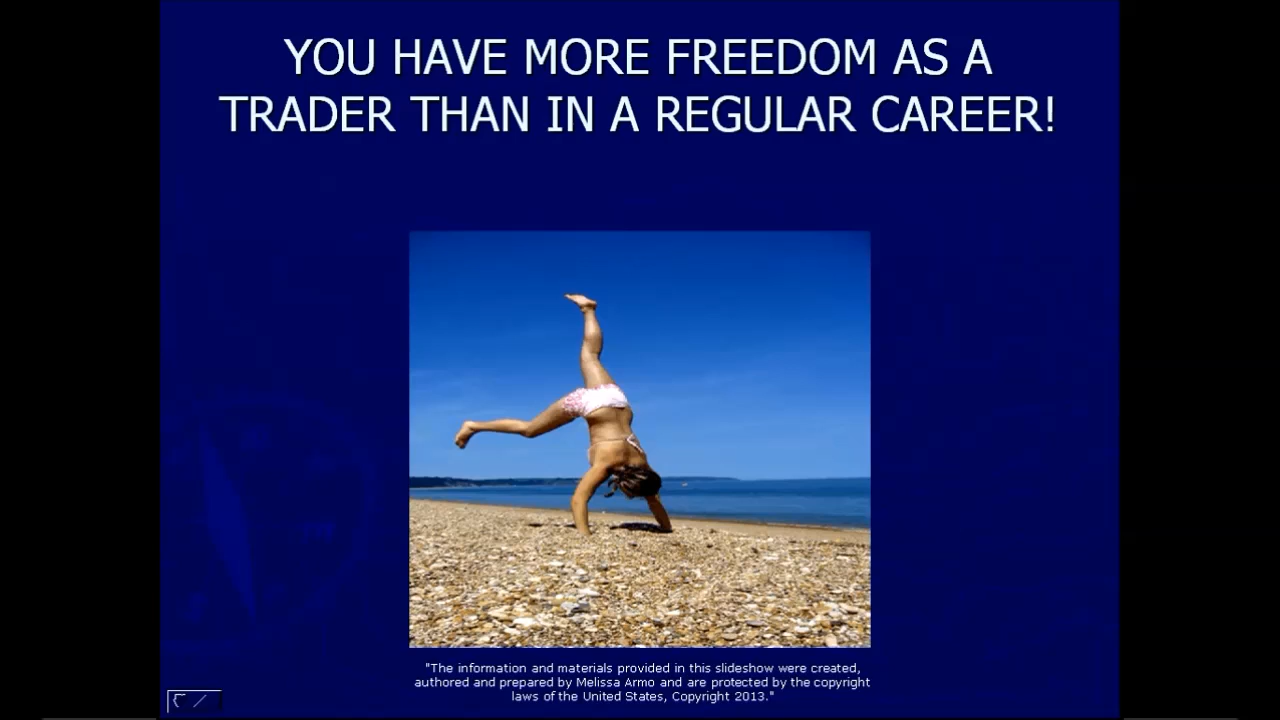 YOU HAVE MORE FREEDOM AS A
TRADER THAN IN A REGULAR CAREER!
"The information and materials provided in this slideshow were created,
authored and prepared by Melissa Armo and are protected by the copyright
laws of the United States, Copyright 2013."